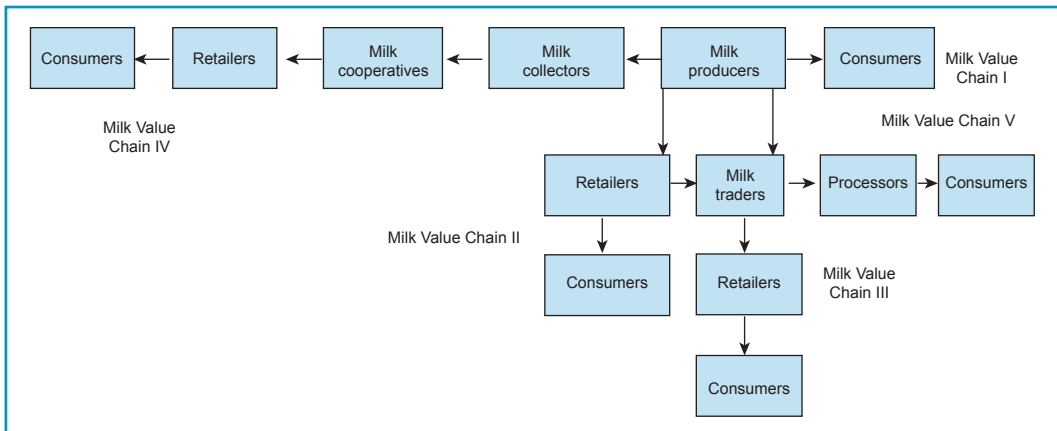 Consumers
Retailers
Milk
cooperatives
Milk
collectors
Milk
producers
Consumers
Milk Value
Chain I
Milk Value
Chain IV
Milk Value Chain V
Retailers
Milk
traders
Processors
Consumers
Milk Value Chain II
Consumers
Retailers
Milk Value
Chain III
Consumers